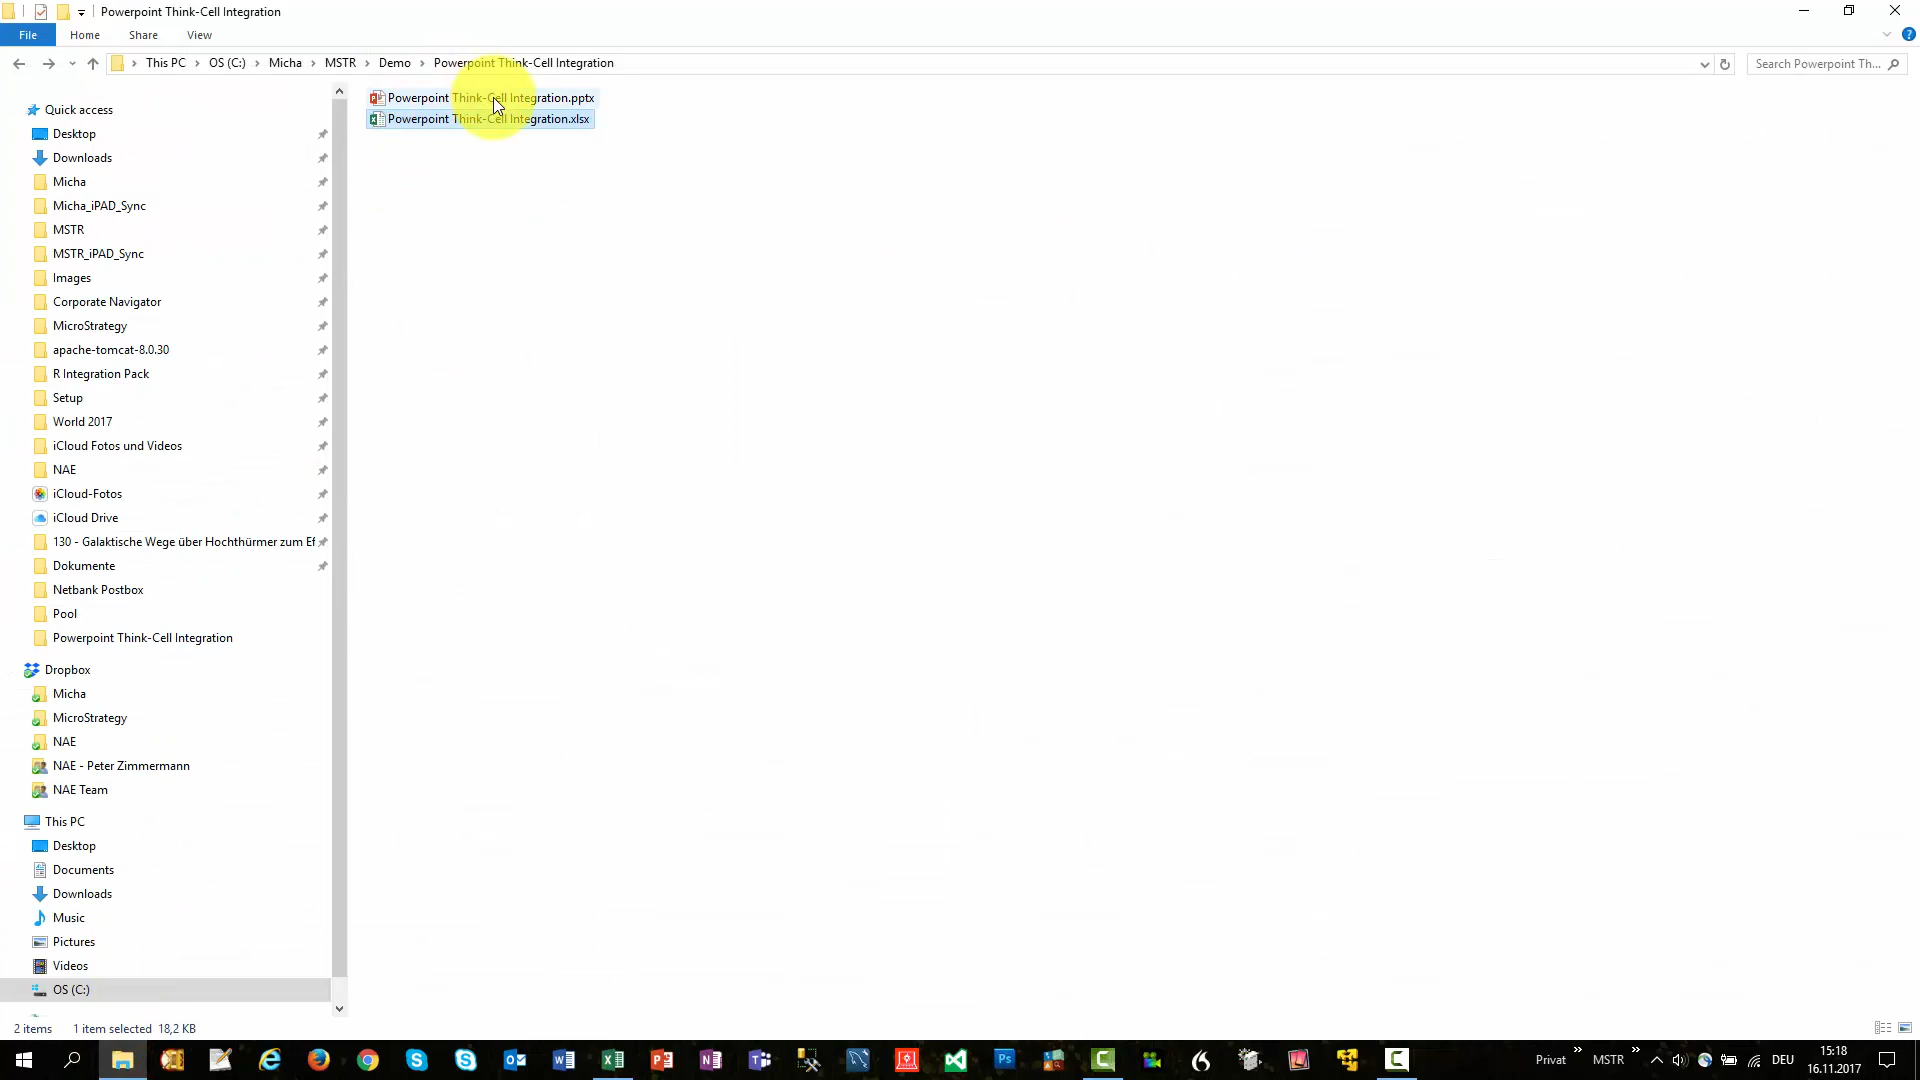 Powerpoint Think-Cell Integration
File
Home
Share
View
This PC
OS (C:)
Micha
MSTR
Demo
Powerpoint Think-Cell Integration
Search Powerpoint Th...
Quick access
Desktop
Downloads
Micha
Micha_iPAD_Sync
MSTR
MSTR_iPAD_Sync
Images
Corporate Navigator
MicroStrategy
apache-tomcat-8.0.30
R Integration Pack
Setup
World 2017
iCloud Fotos und Videos
NAE
iCloud-Fotos
iCloud Drive
130 - Galaktische Wege über Hochthürmer zum Ef
Dokumente
Netbank Postbox
Pool
Powerpoint Think-Cell Integration
Dropbox
Micha
MicroStrategy
NAE
NAE - Peter Zimmermann
NAE Team
This PC
Desktop
Documents
Downloads
Music
Pictures
Videos
OS (C:)
Powerpoint Think-Cell Integration.pptx
Powerpoint Think-Cell Integration.xlsx
2 items
1 item selected 18,2 KB
Privat
MSTR
DEU
15:18
16.11.2017